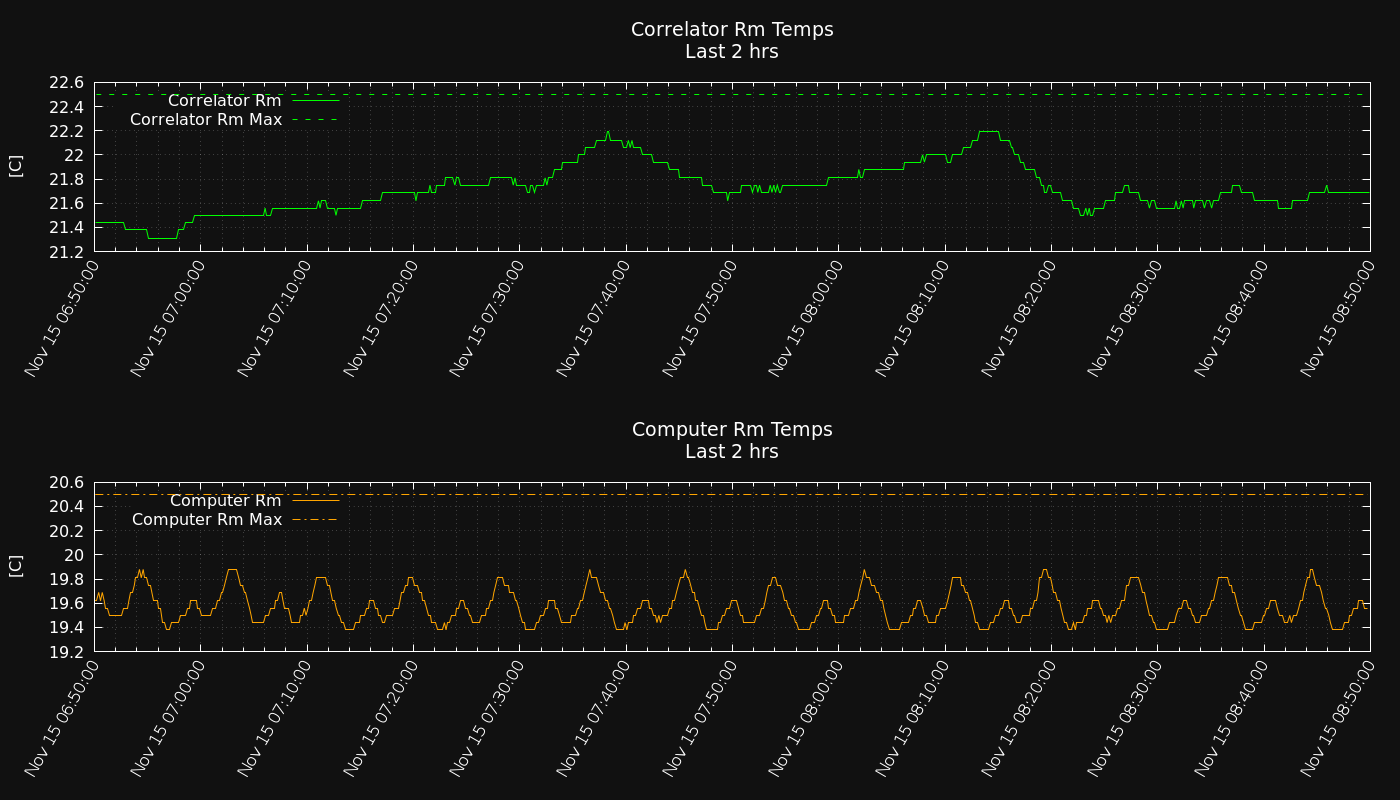 Correlator Rm Temps
Last 2 hrs
22.6
22.4
22.2
22
21.8
21.6
21.4
21.2
[C]
Correlator Rm
Correlator Rm Max
Nov 15 06:50:00
Nov 15 07:00:00
Nov 15 07:10:00
Nov 15 07:20:00
Nov 15 07:30:00
Nov 15 07:40:00
Nov 15 07:50:00
Nov 15 08:00:00
Nov 15 08:10:00
Nov 15 08:20:00
Nov 15 08:30:00
Nov 15 08:40:00
Nov 15 08:50:00
Computer Rm Temps
Last 2 hrs
20.6
20.4
20.2
20
19.8
19.6
19.4
19.2
[C]
Computer Rm
Computer Rm Max
Nov 15 06:50:00
Nov 15 07:00:00
Nov 15 07:10:00
Nov 15 07:20:00
Nov 15 07:30:00
Nov 15 07:40:00
Nov 15 07:50:00
Nov 15 08:00:00
Nov 15 08:10:00
Nov 15 08:20:00
Nov 15 08:30:00
Nov 15 08:40:00
Nov 15 08:50:00